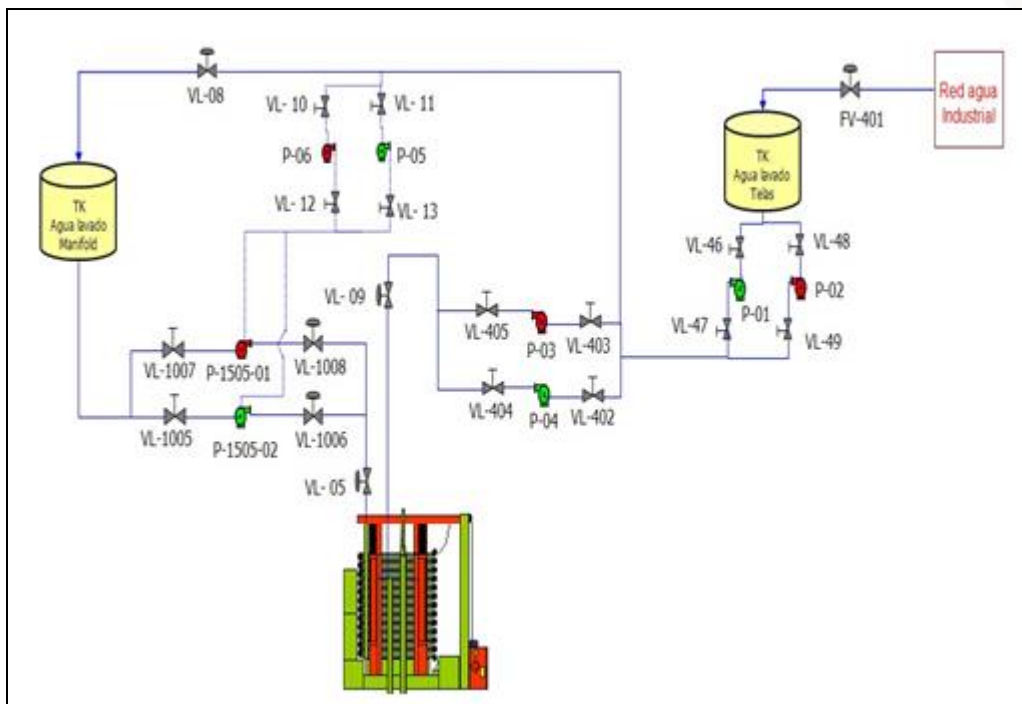 VL-08
VL- 10
VL- 11
P-06
P-05
VL- 12
VL- 13
TK
Agua lavado
Manifold
FV-401
Red agua
Industrial
TK
Agua lavado
Telas
VL-46
VL-48
P-01
P-02
VL-47
VL-49
VL- 09
VL-405
P-03
VL-403
VL-404
P-04
VL-402
VL-1007
P-1505-01
VL-1008
VL-1005
P-1505-02
VL-1006
VL- 05